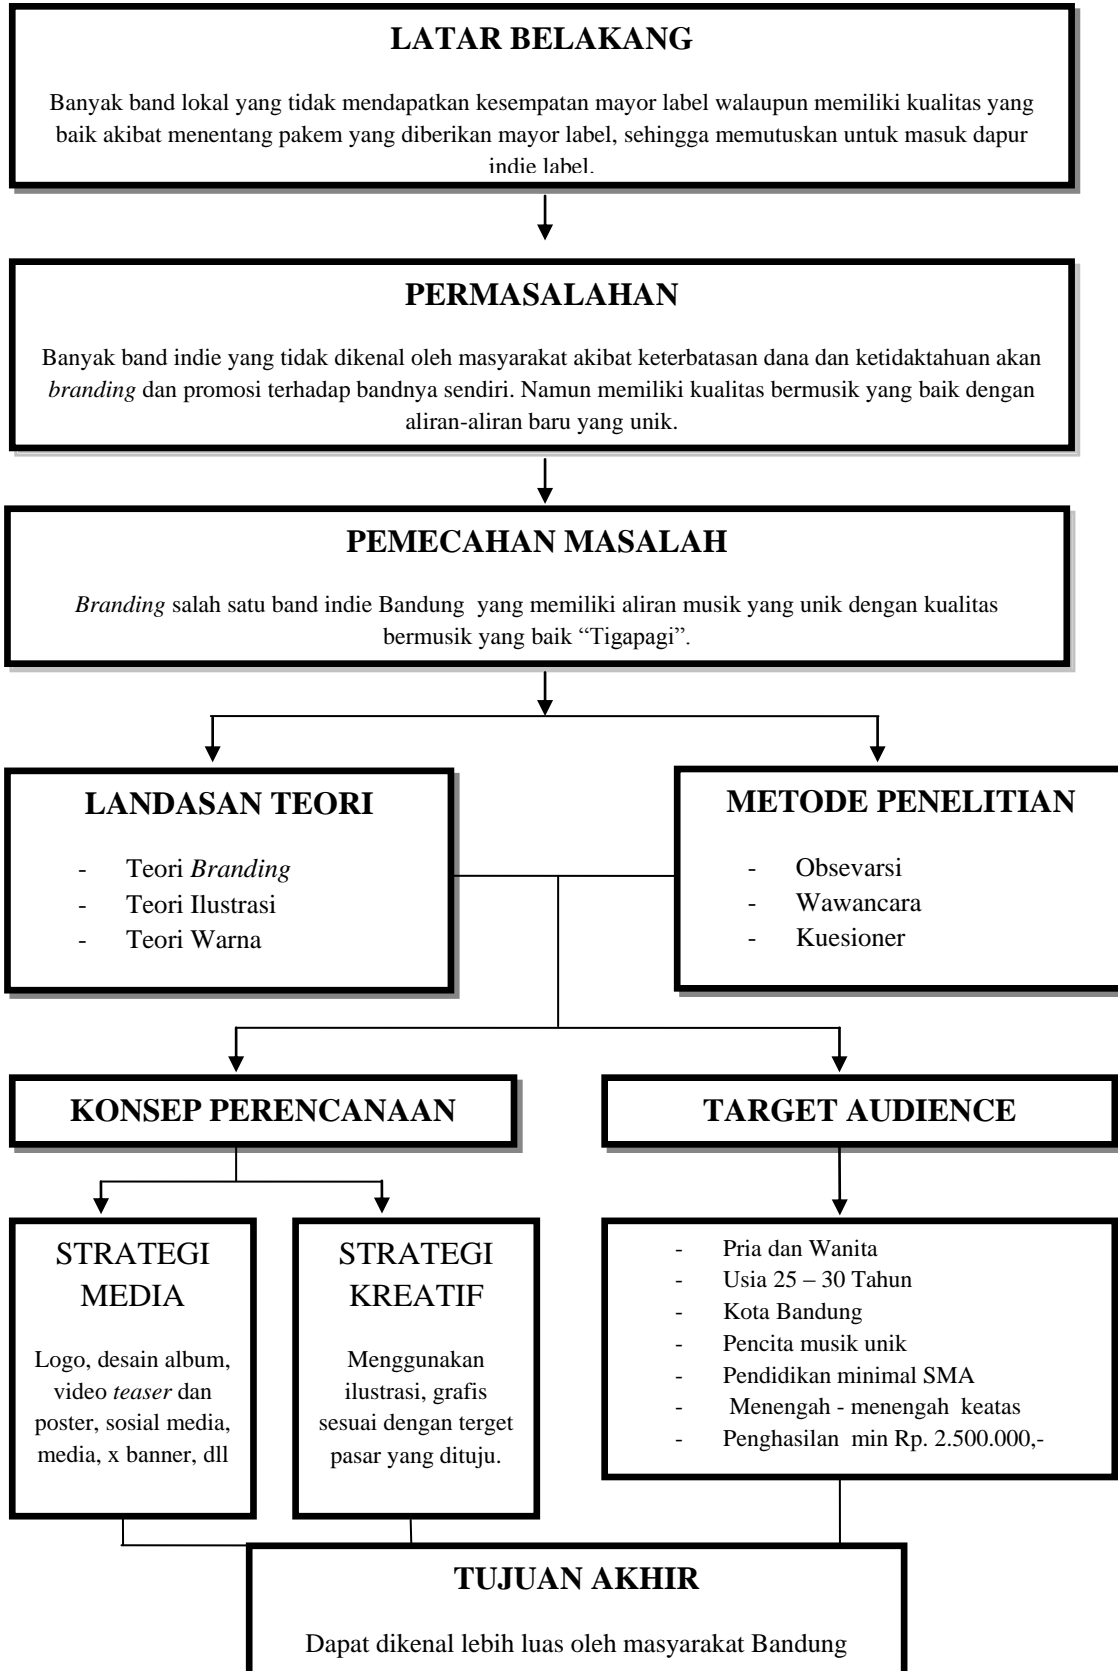 LATAR BELAKANG
Banyak band lokal yang tidak mendapatkan kesempatan mayor label walaupun memiliki kualitas yang
baik akibat menentang pakem yang diberikan mayor label, sehingga memutuskan untuk masuk dapur
indie label.
PERMASALAHAN
Banyak band indie yang tidak dikenal oleh masyarakat akibat keterbatasan dana dan ketidaktahuan akan
branding dan promosi terhadap bandnya sendiri. Namun memiliki kualitas bermusik yang baik dengan
aliran-aliran baru yang unik.
PEMECAHAN MASALAH
Branding salah satu band indie Bandung yang memiliki aliran musik yang unik dengan kualitas
bermusik yang baik “Tigapagi”.
LANDASAN TEORI
- Teori Branding
- Teori Ilustrasi
- Teori Warna
METODE PENELITIAN
- Obsevarsi
- Wawancara
- Kuesioner
KONSEP PERENCANAAN
TARGET AUDIENCE
STRATEGI
MEDIA
Logo, desain album,
video teaser dan
poster, sosial media,
media, x banner, dll
STRATEGI
KREATIF
Menggunakan
ilustrasi, grafis
sesuai dengan terget
pasar yang dituju.
- Pria dan Wanita
- Usia 25 – 30 Tahun
- Kota Bandung
- Pencita musik unik
- Pendidikan minimal SMA
- Menengah - menengah keatas
- Penghasilan min Rp. 2.500.000,-
TUJUAN AKHIR
Dapat dikenal lebih luas oleh masyarakat Bandung